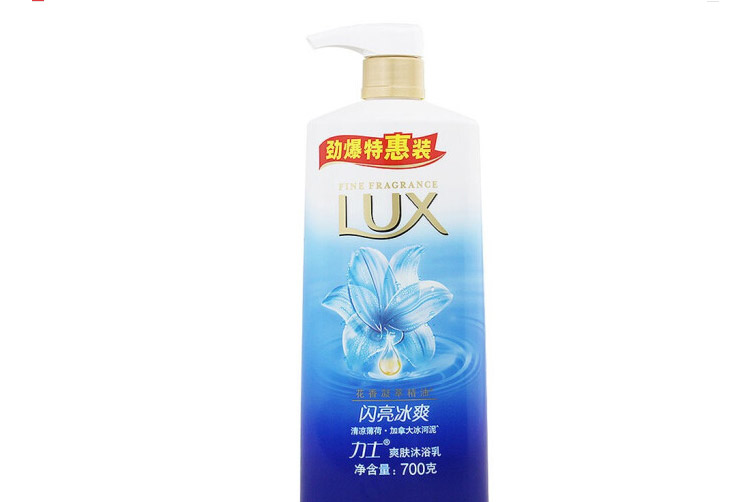 劲爆特惠装
FINE FRAGRANCE
LUX
花香凝萃精油
闪亮冰爽
清凉薄荷·加拿大冰河泥
力士® 爽肤沐浴乳
净含量：700克